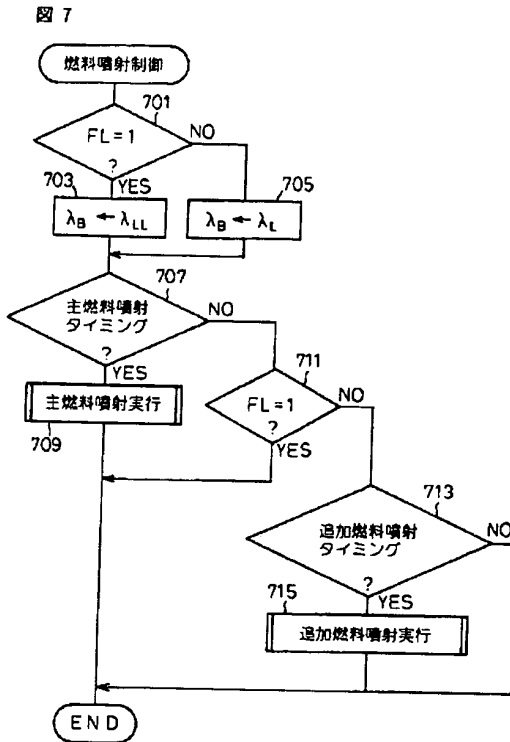 図 7
燃料噴射制御
701
FL=1
?
NO
YES
703
λB ← λLL
705
λB ← λL
707
主燃料噴射
タイミング
?
NO
YES
主燃料噴射実行
709
711
FL=1
?
NO
YES
713
追加燃料噴射
タイミング
?
NO
YES
715
追加燃料噴射実行
END